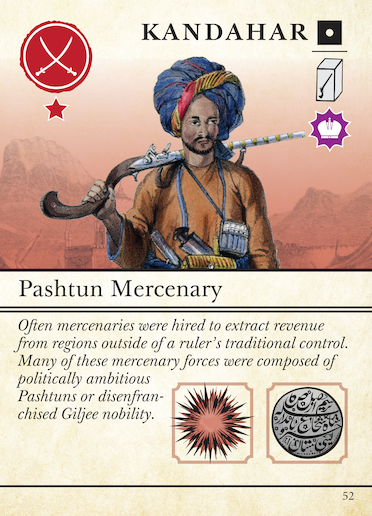 KANDAHAR
Pashtun Mercenary
Often mercenaries were hired to extract revenue
from regions outside of a ruler's traditional control.
Many of these mercenary forces were composed of
politically ambitious
Pashtuns or disenfran-
chised Giljee nobility.
52